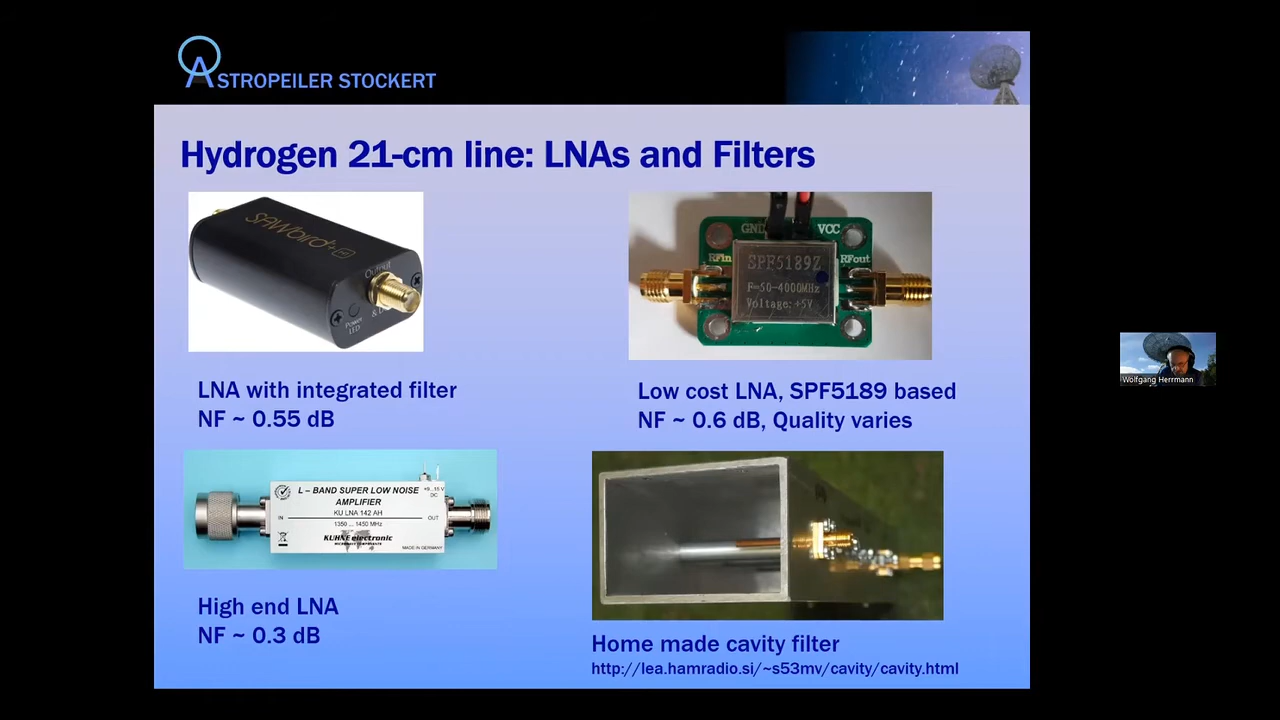 ASTROPEILER STOCKERT
Hydrogen 21-cm line: LNAs and Filters
SAWbird+
Output
Power
LED
GND VCC
RFin RFout
SPF5189Z
F=50-4000MHz
Voltage: +5V
LNA with integrated filter
NF ~ 0.55 dB
Low cost LNA, SPF5189 based
NF ~ 0.6 dB, Quality varies
L – BAND SUPER LOW NOISE
AMPLIFIER
KU LNA 142 AH
IN OUT
1350 ... 1450 MHz
DC
KUHNE electronic
MICROWAVE COMPONENTS
MADE IN GERMANY
High end LNA
NF ~ 0.3 dB
Home made cavity filter
http://lea.hamradio.si/~s53mv/cavity/cavity.html
Wolfgang Herrmann